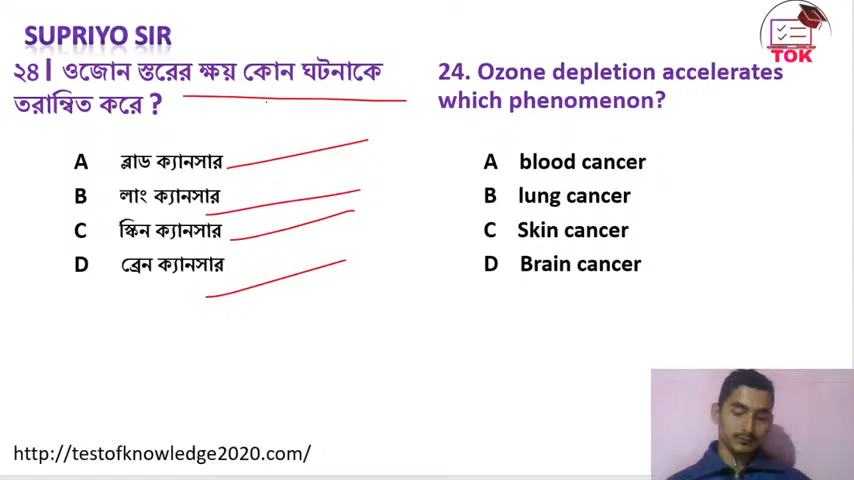 SUPRIYO SIR
TOK
২৪। ওজোন স্তরের ক্ষয় কোন ঘটনাকে
তরান্বিত করে ?
A ব্লাড ক্যানসার
B লাং ক্যানসার
C স্কিন ক্যানসার
D ব্রেন ক্যানসার
24. Ozone depletion accelerates
which phenomenon?
A blood cancer
B lung cancer
C Skin cancer
D Brain cancer
http://testofknowledge2020.com/